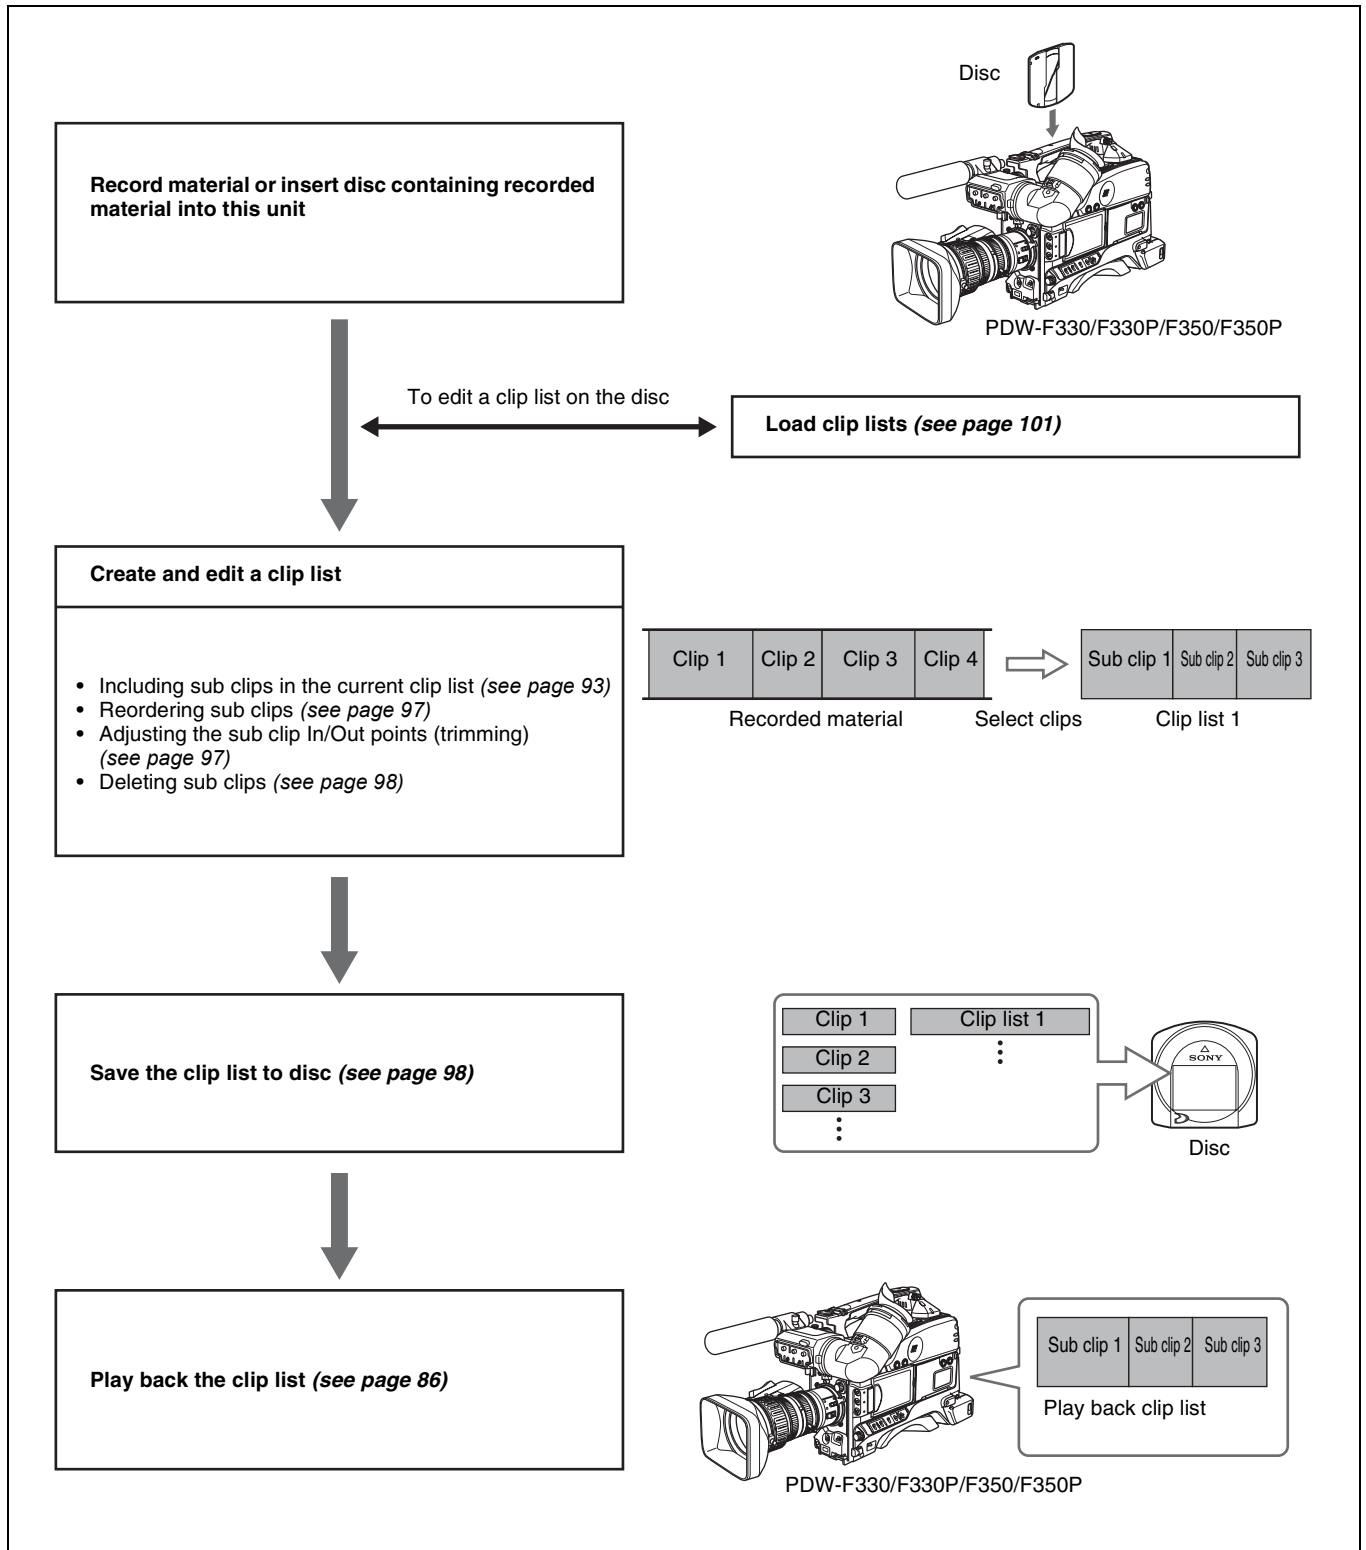 Disc
Record material or insert disc containing recorded
material into this unit
PDW-F330/F330P/F350/F350P
To edit a clip list on the disc
Load clip lists (see page 101)
Create and edit a clip list
• Including sub clips in the current clip list (see page 93)
• Reordering sub clips (see page 97)
• Adjusting the sub clip In/Out points (trimming)
(see page 97)
• Deleting sub clips (see page 98)
Clip 1 Clip 2 Clip 3 Clip 4
Sub clip 1 Sub clip 2 Sub clip 3
Recorded material
Select clips
Clip list 1
Save the clip list to disc (see page 98)
Clip 1
Clip 2
Clip 3
Clip list 1
SONY
Disc
Play back the clip list (see page 86)
Sub clip 1 Sub clip 2 Sub clip 3
Play back clip list
PDW-F330/F330P/F350/F350P